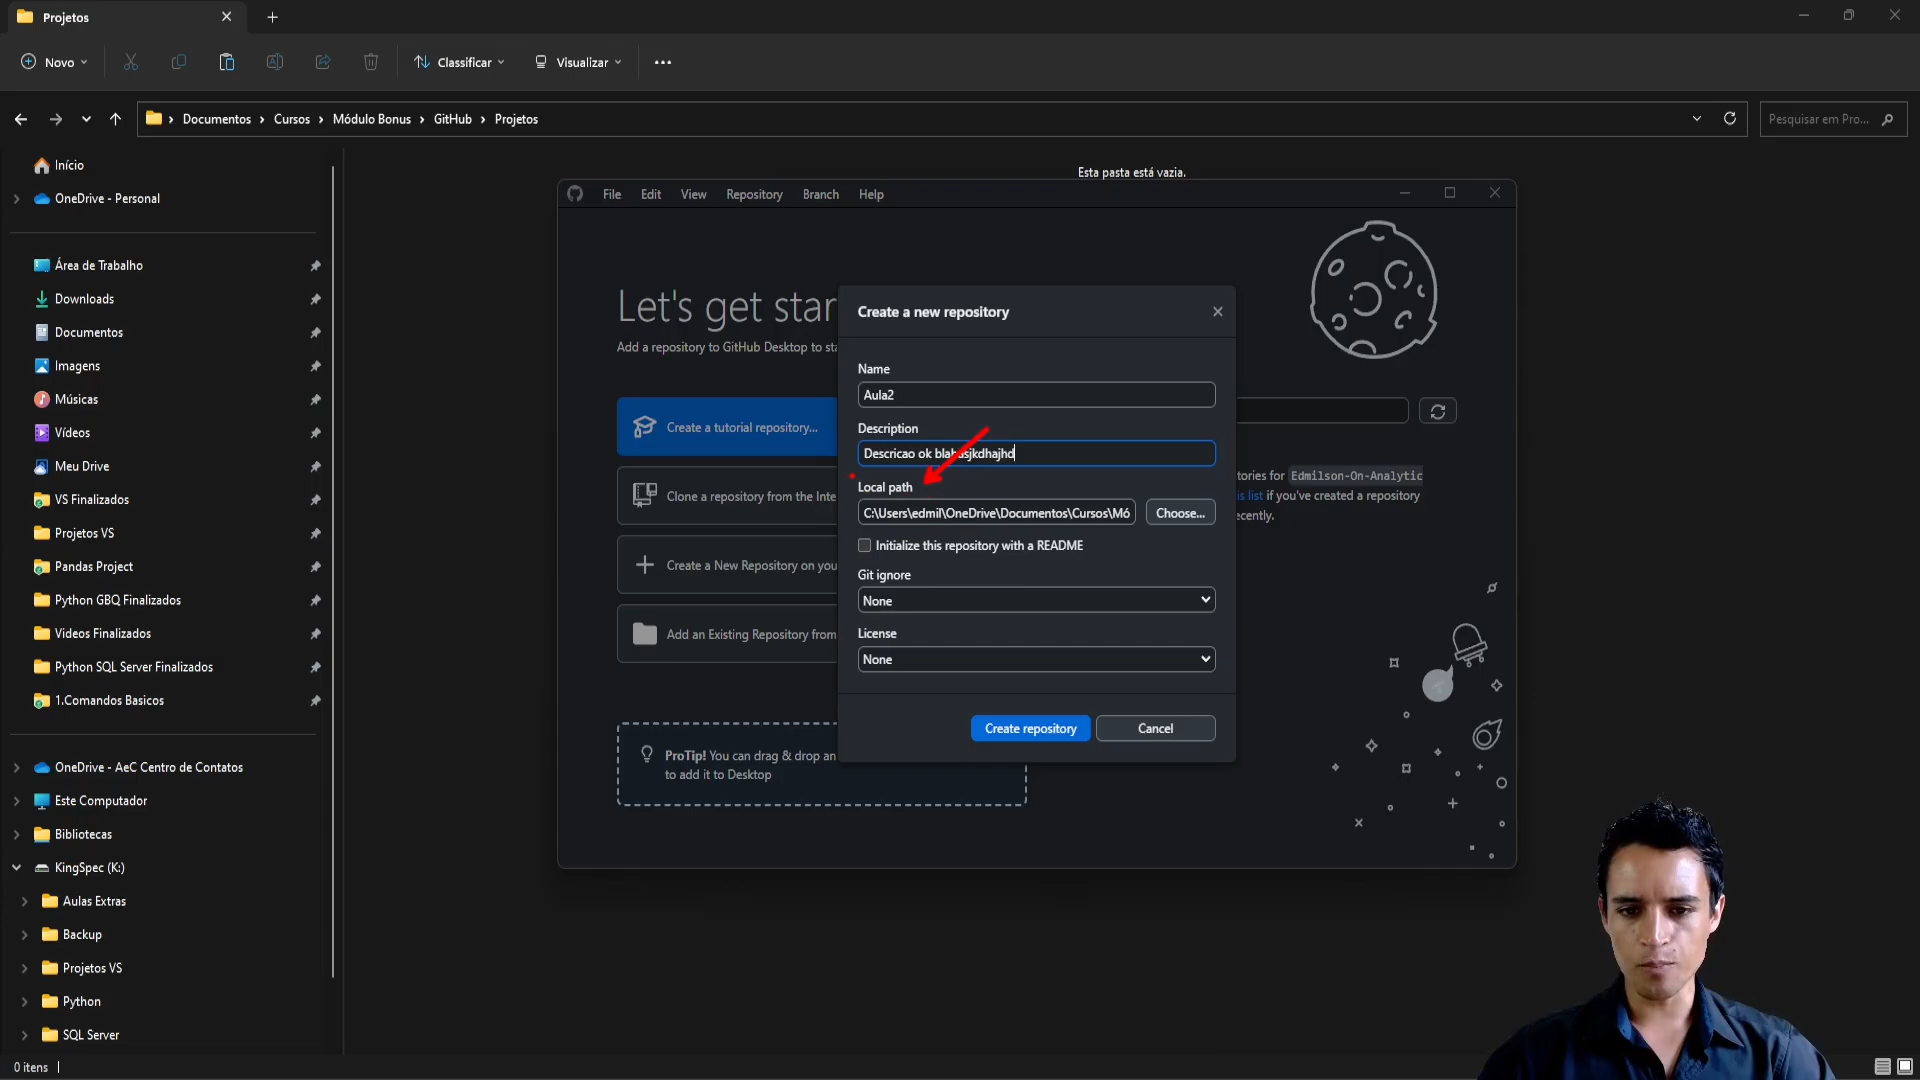 Projetos
Novo
Classificar
Visualizar
Documentos
Cursos
Módulo Bonus
GitHub
Projetos
Pesquisar em Pro...
Início
OneDrive - Personal
Área de Trabalho
Downloads
Documentos
Imagens
Músicas
Vídeos
Meu Drive
VS Finalizados
Projetos VS
Pandas Project
Python GBQ Finalizados
Videos Finalizados
Python SQL Server Finalizados
1.Comandos Basicos
OneDrive - AeC Centro de Contatos
Este Computador
Bibliotecas
KingSpec (K:)
Aulas Extras
Backup
Projetos VS
Python
SQL Server
0 itens
Esta pasta está vazia.
File Edit View Repository Branch Help
Let's get star
Add a repository to GitHub Desktop to sta
Create a tutorial repository...
Clone a repository from the Inte
Create a New Repository on you
Add an Existing Repository from
ProTip! You can drag & drop an
to add it to Desktop
tories for Edmilson-On-Analytic
is list if you've created a repository
ecently.
Create a new repository
Name
Aula2
Description
Descricao ok
Local path
C:\Users\edmil\OneDrive\Documentos\Cursos\Mó
Choose...
Initialize this repository with a README
Git ignore
None
License
None
Create repository
Cancel